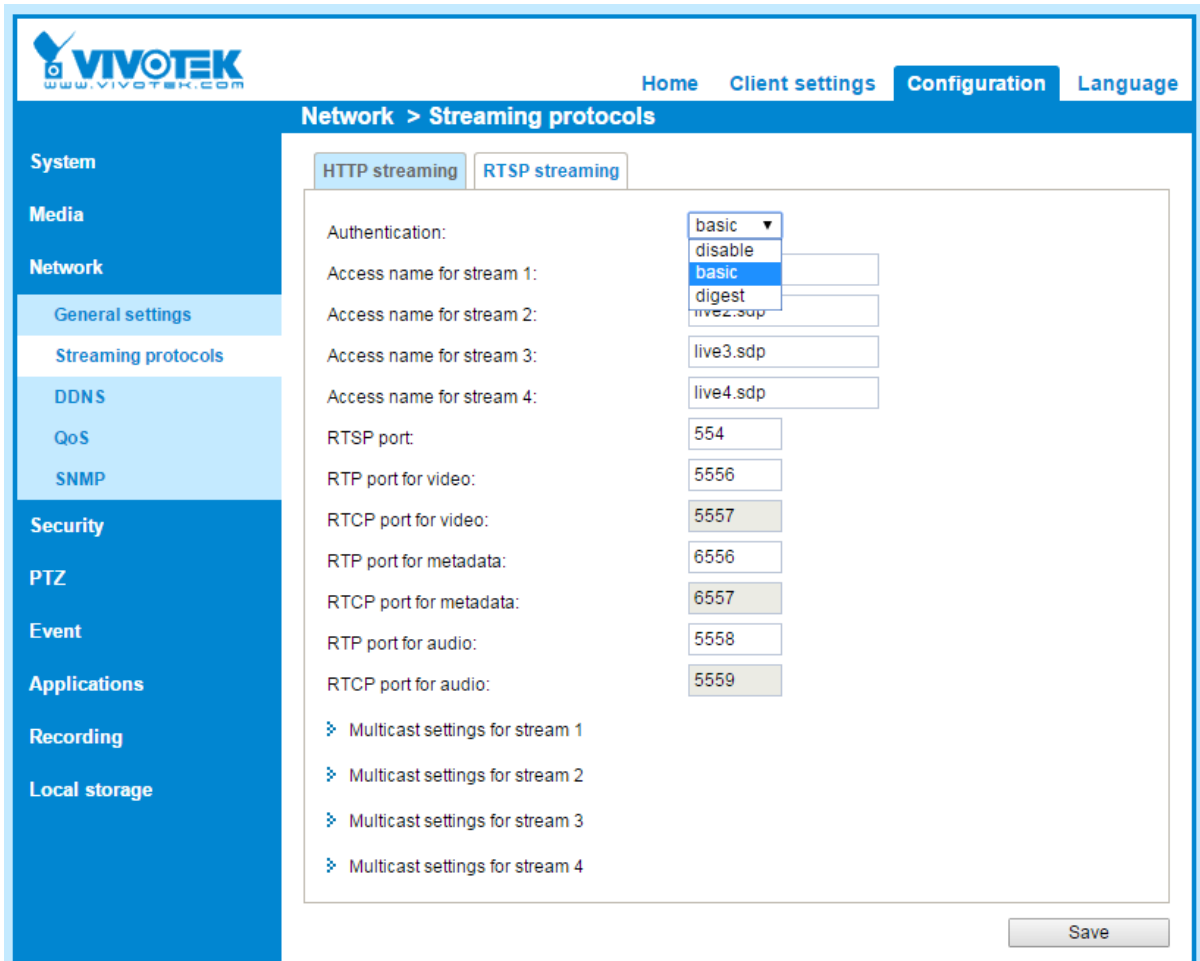 VIVOTEK
www.vivotek.com
Home Client settings Configuration Language
Network > Streaming protocols
System
Media
Network
General settings
Streaming protocols
DDNS
QoS
SNMP
Security
PTZ
Event
Applications
Recording
Local storage
HTTP streaming RTSP streaming
Authentication: basic ▼
disable
basic
digest
Access name for stream 1:
Access name for stream 2: live2.sdp
Access name for stream 3: live3.sdp
Access name for stream 4: live4.sdp
RTSP port: 554
RTP port for video: 5556
RTCP port for video: 5557
RTP port for metadata: 6556
RTCP port for metadata: 6557
RTP port for audio: 5558
RTCP port for audio: 5559
Multicast settings for stream 1
Multicast settings for stream 2
Multicast settings for stream 3
Multicast settings for stream 4
Save